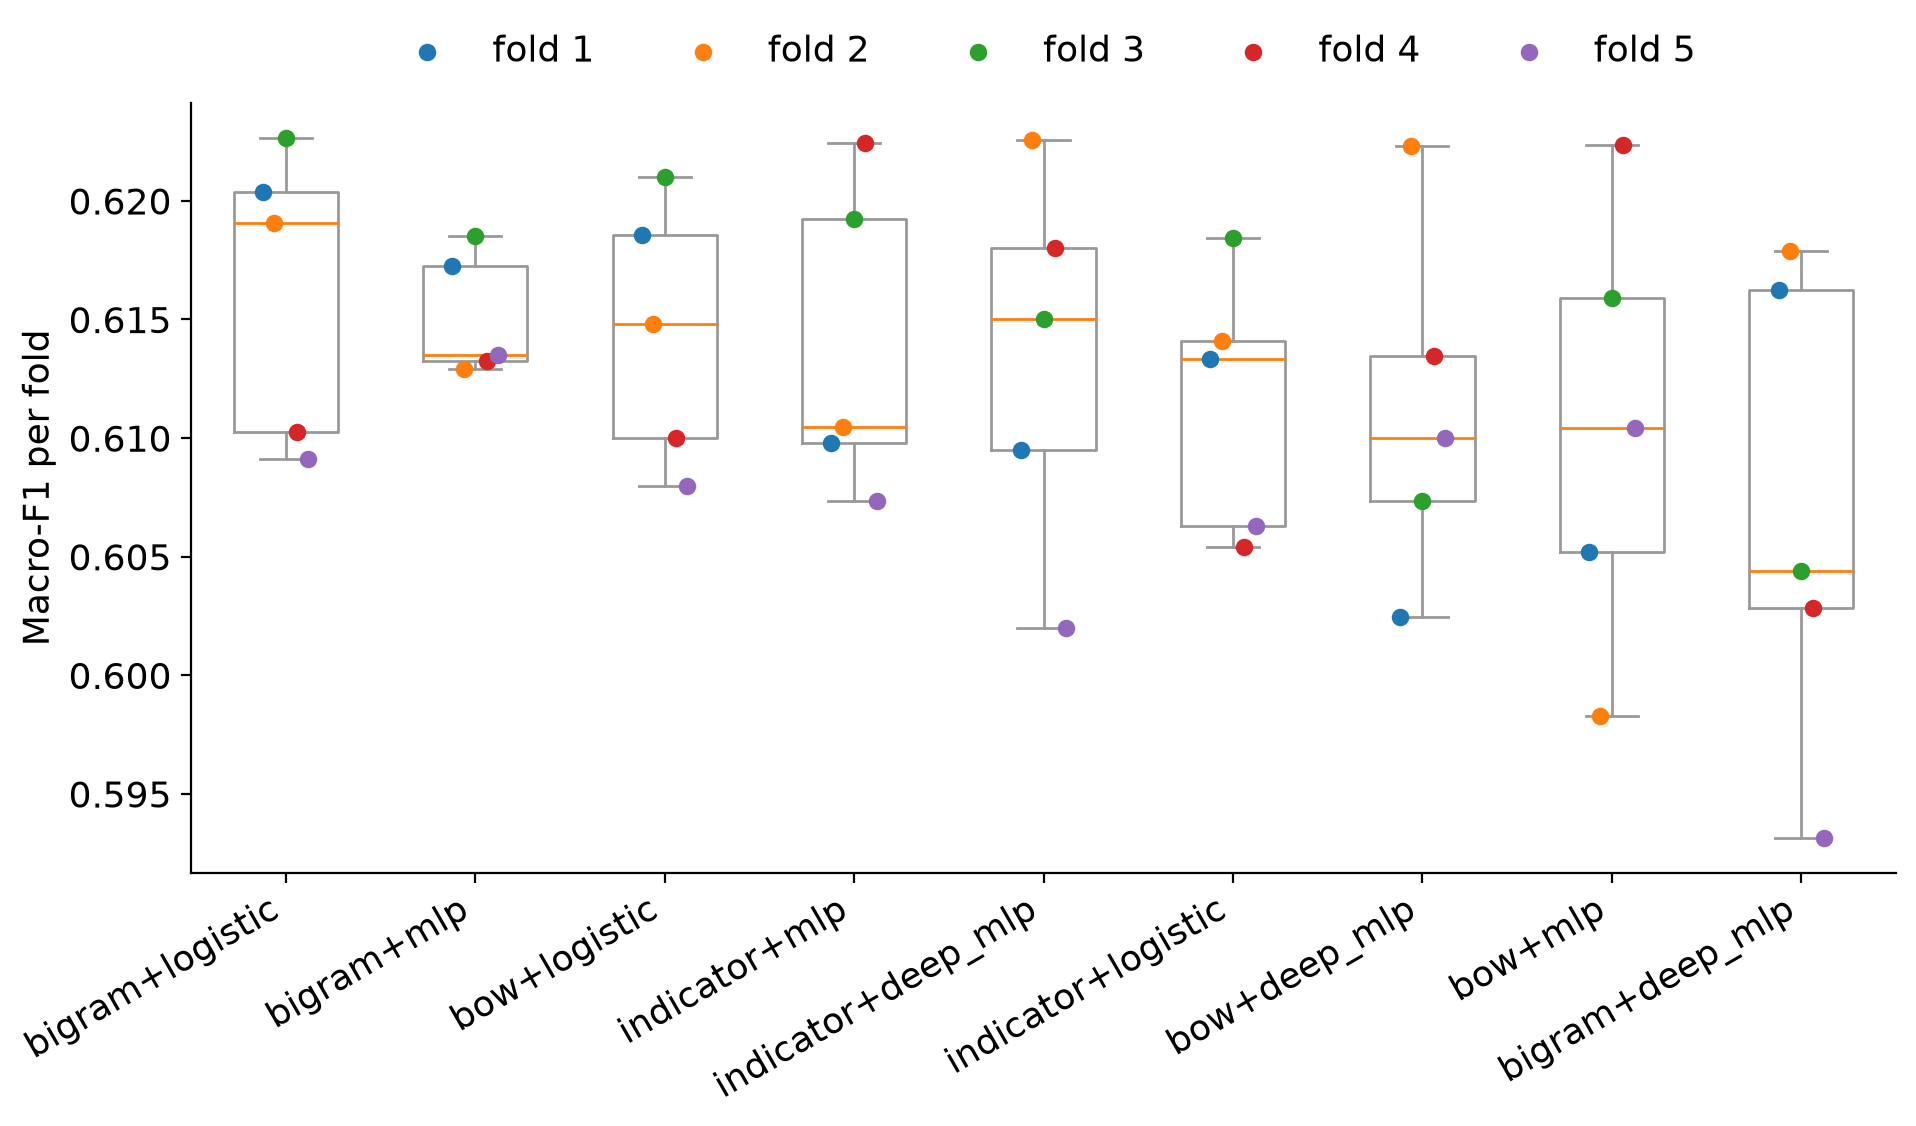 fold 1 fold 2 fold 3 fold 4 fold 5
Macro-F1 per fold
0.620
0.615
0.610
0.605
0.600
0.595
bigram+logistic
bigram+mlp
bow+logistic
indicator+mlp
indicator+deep_mlp
indicator+logistic
bow+deep_mlp
bow+mlp
bigram+deep_mlp